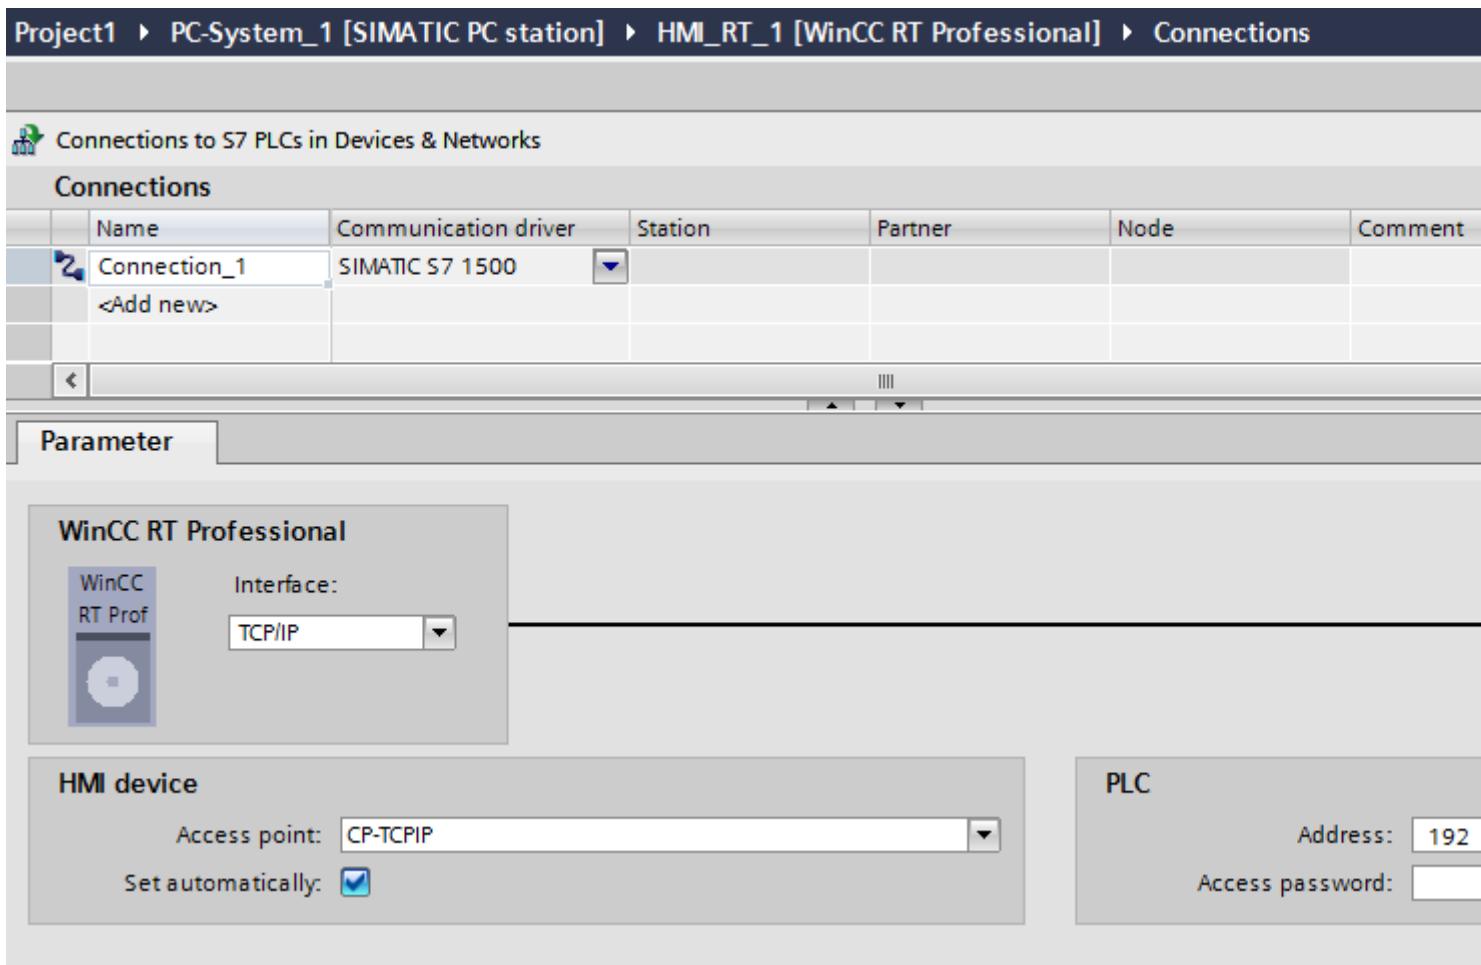 Project1 ▸ PC-System_1 [SIMATIC PC station] ▸ HMI_RT_1 [WinCC RT Professional] ▸ Connections
Connections to S7 PLCs in Devices & Networks
Connections
Name Communication driver Station Partner Node Comment
Connection_1 SIMATIC S7 1500
<Add new>
Parameter
WinCC RT Professional
WinCC
RT Prof
Interface:
TCP/IP
HMI device
Access point: CP-TCPIP
Set automatically:
PLC
Address: 192
Access password: